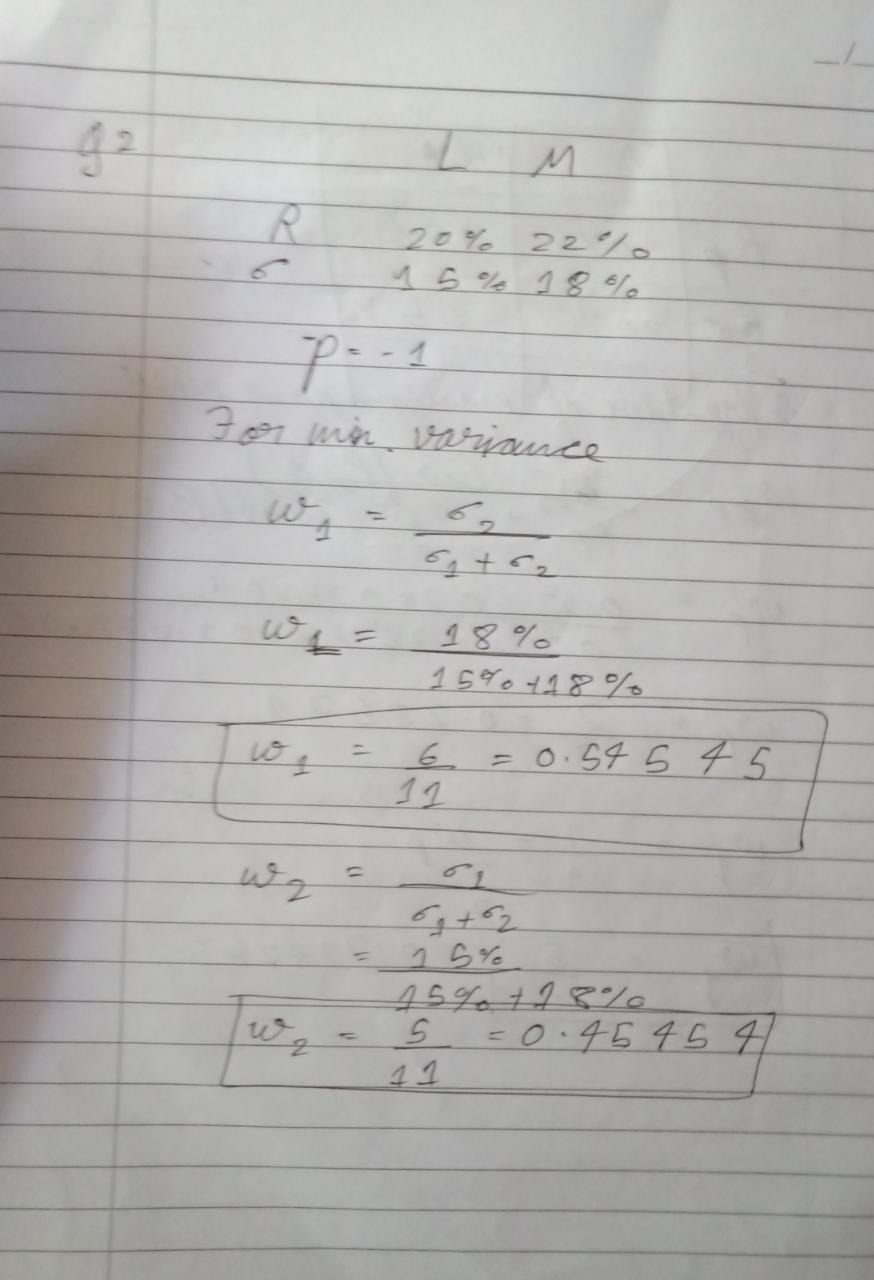 _/_
g2
L M
R 20% 22%
σ 15% 18%
p = -1
For min. variance
w1 = σ2 / σ1 + σ2
w1 = 18% / 15% + 18%
w1 = 6/11 = 0.54545
w2 = σ1 / σ1 + σ2
= 15% / 15% + 18%
w2 = 5/11 = 0.45454